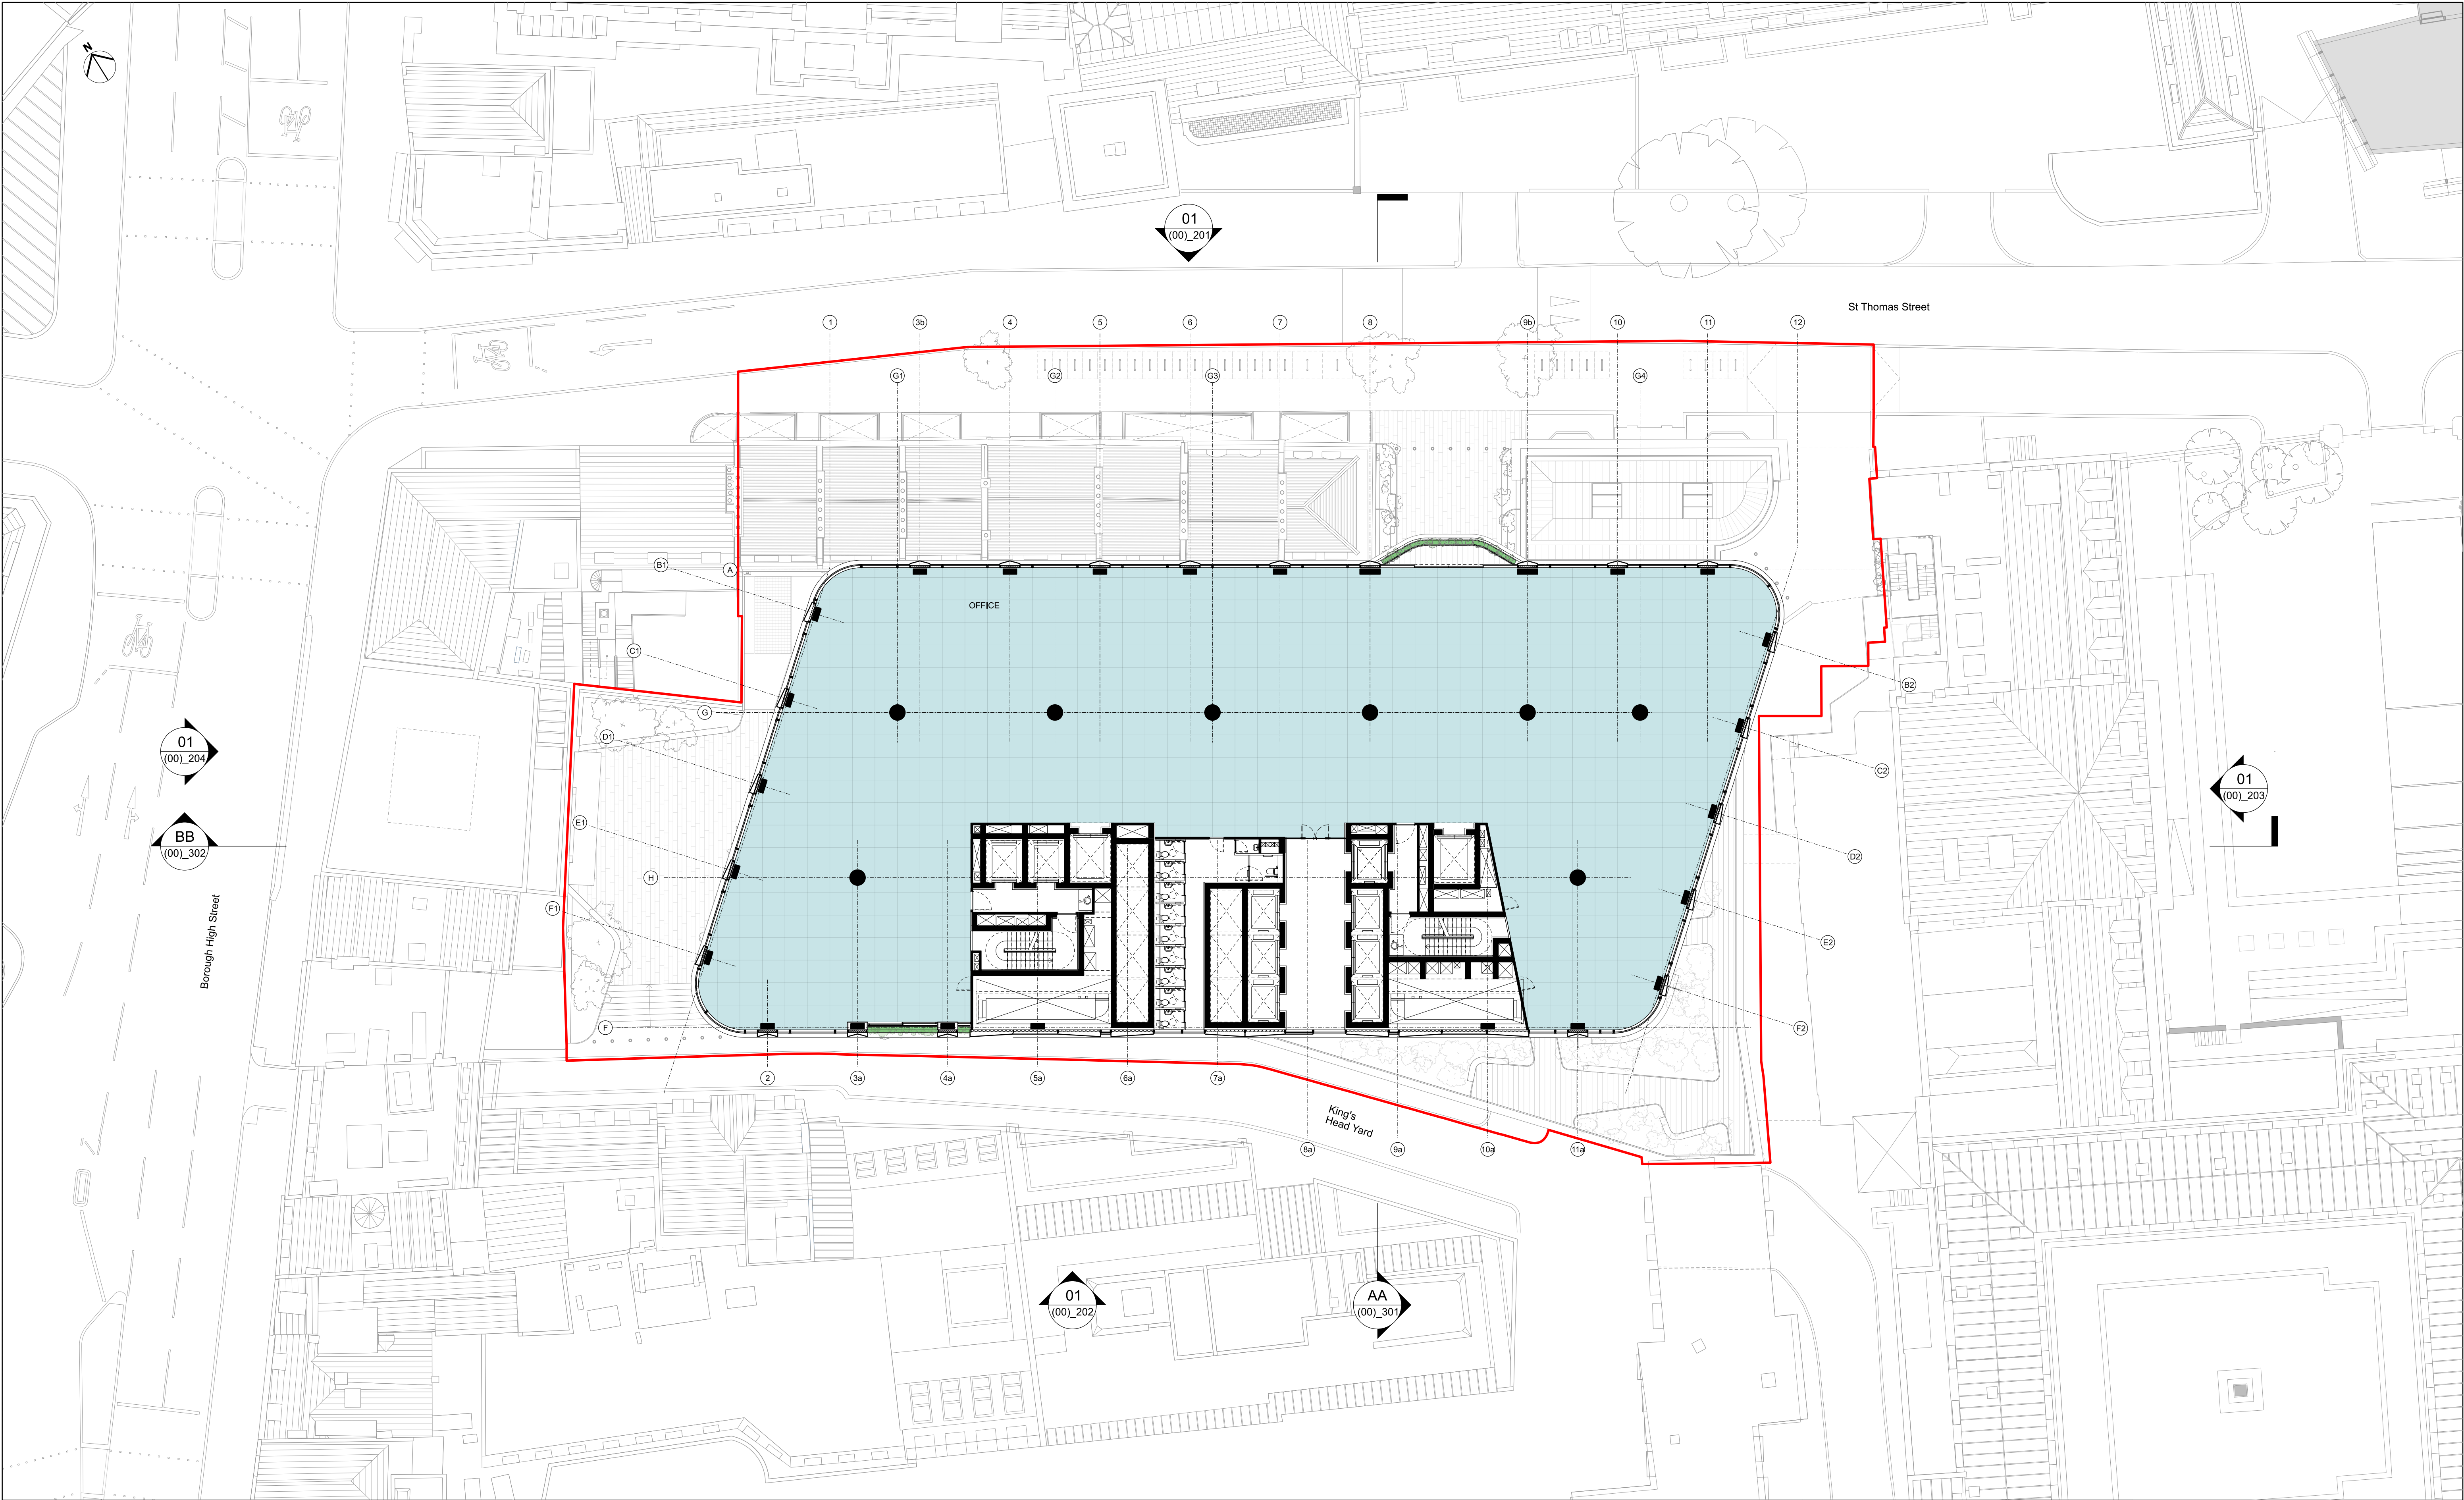 N
01
(00)_201
St Thomas Street
1
3b
4
5
6
7
8
9b
10
11
12
G1
G2
G3
G4
A
B1
OFFICE
C1
B2
G
D1
01
(00)_204
C2
01
(00)_203
E1
BB
(00)_302
D2
H
F1
Borough High Street
E2
F
F2
2
3a
4a
5a
6a
7a
King's
Head Yard
8a
9a
10a
11a
01
(00)_202
AA
(00)_301